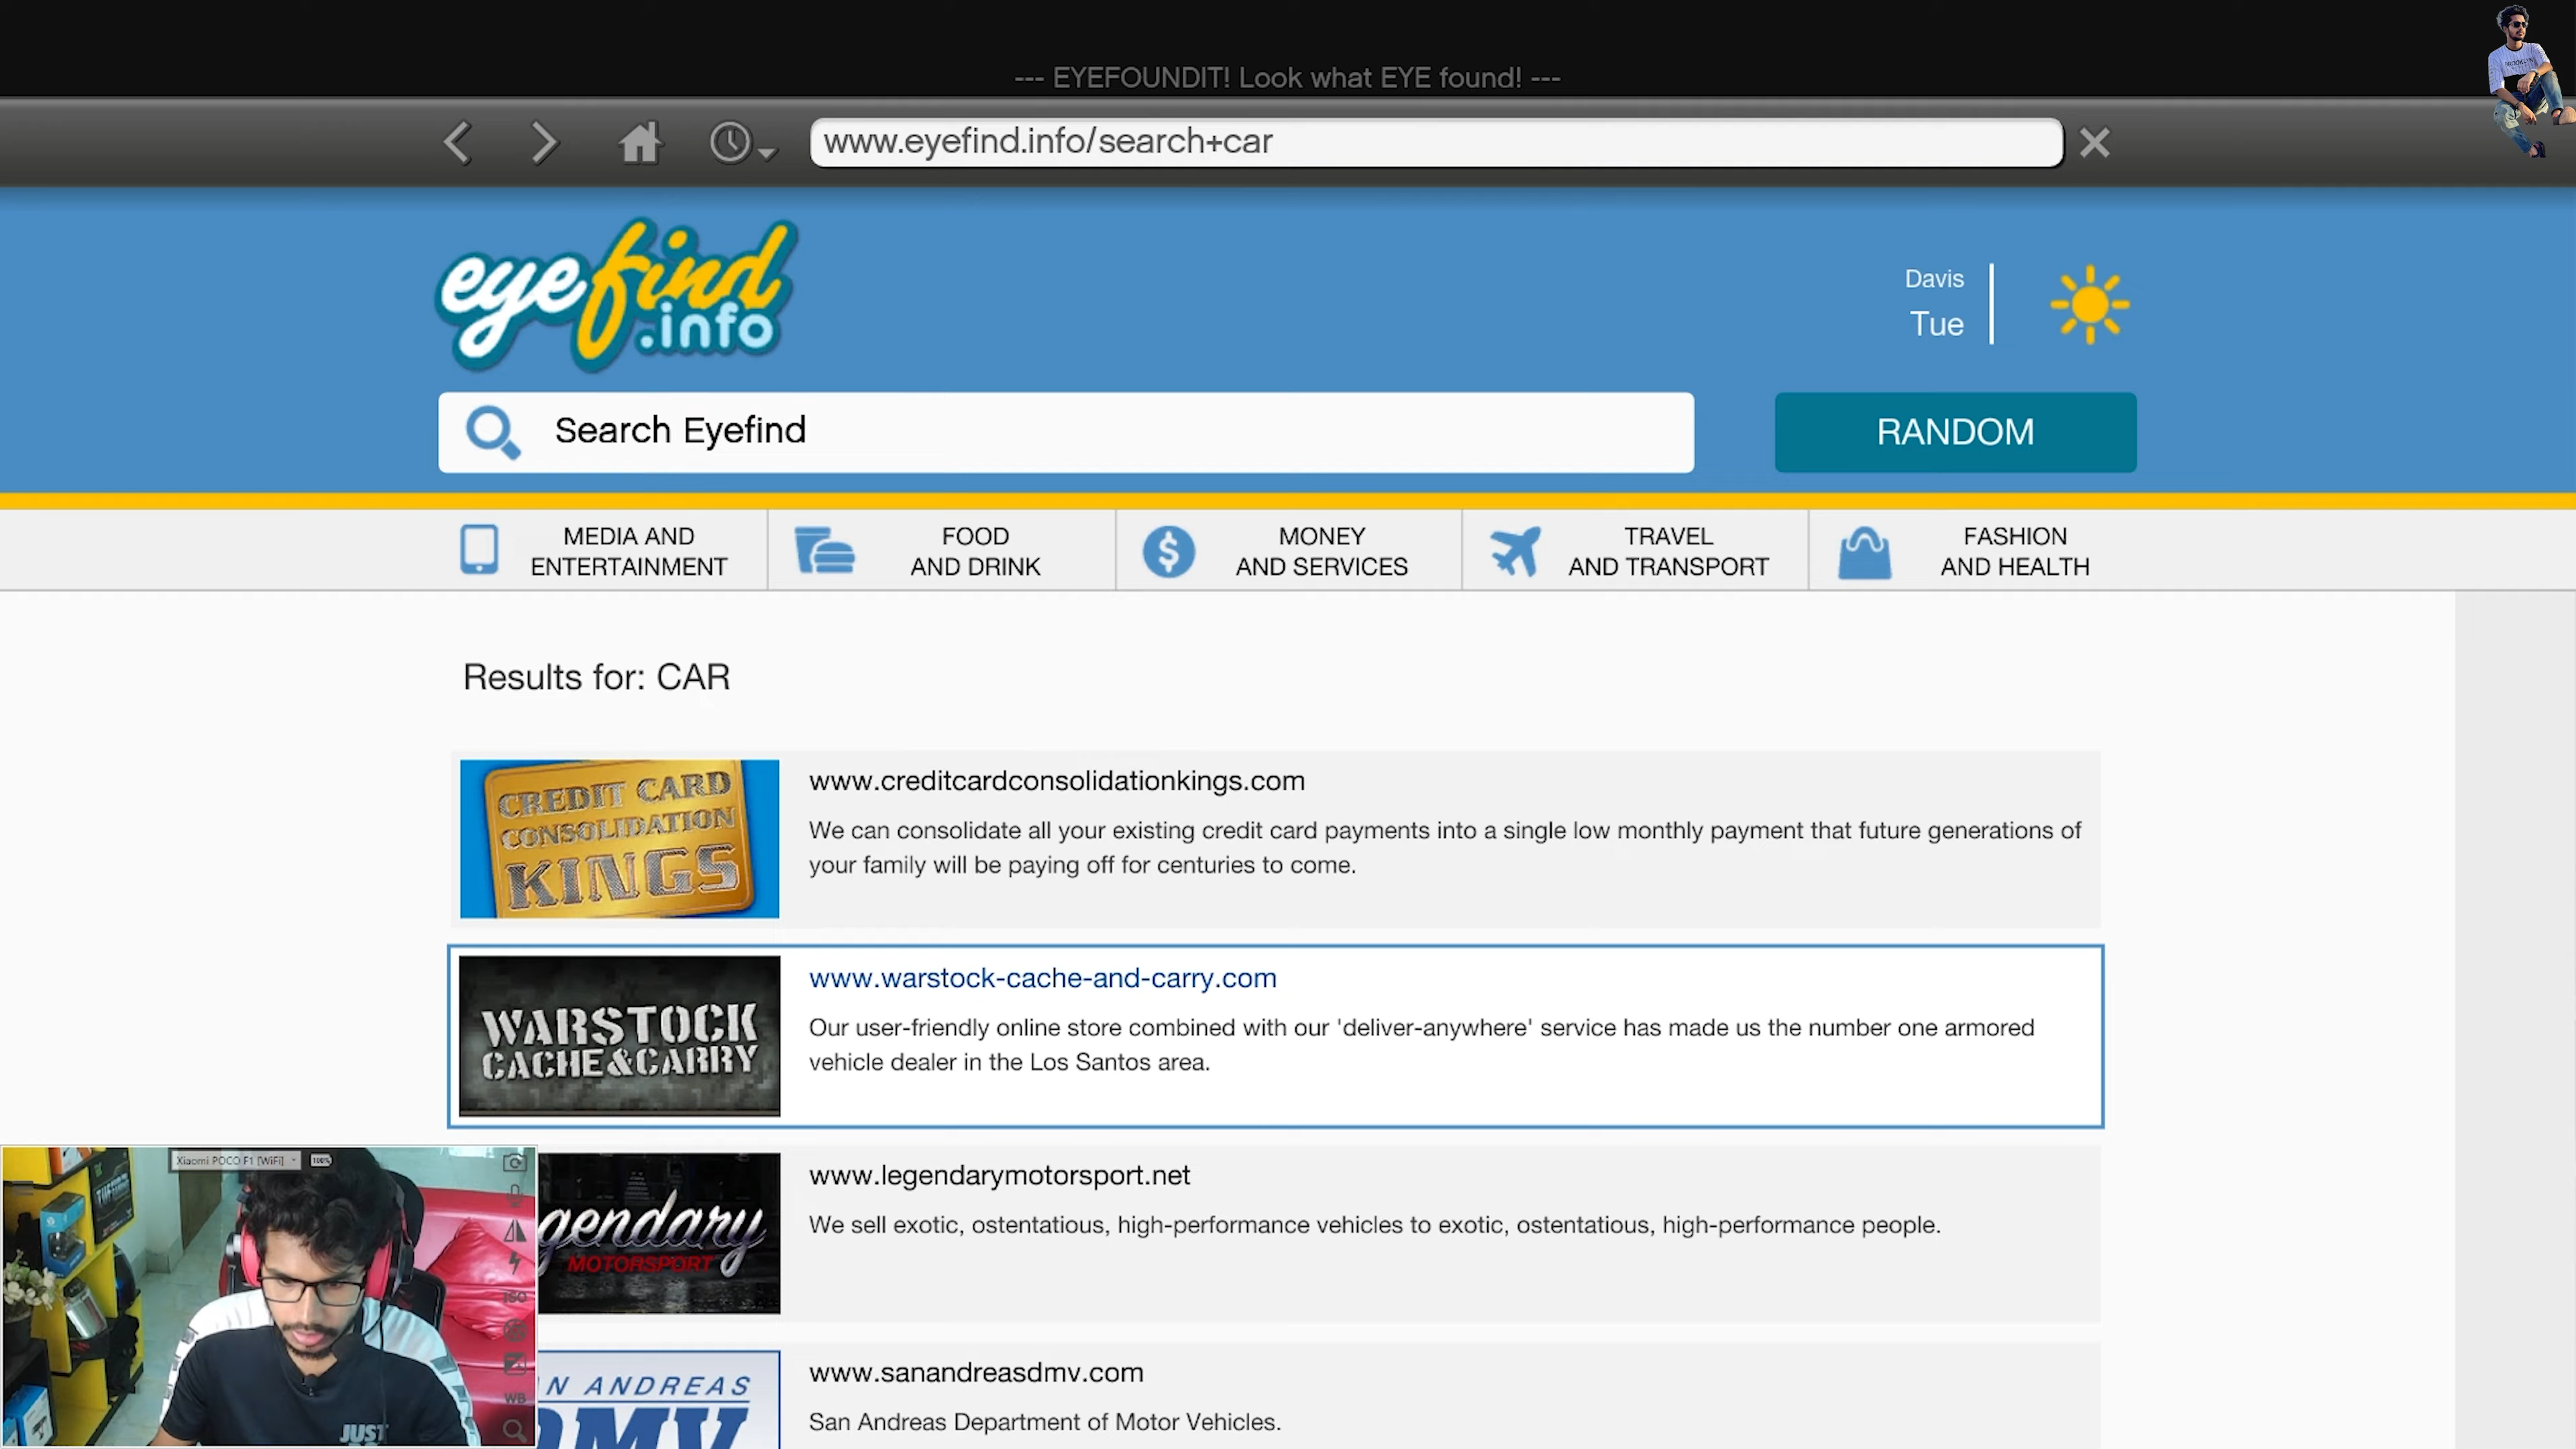 --- EYEFOUNDIT! Look what EYE found! ---
www.eyefind.info/search+car
eyefind
.info
Davis
Tue
Search Eyefind
RANDOM
MEDIA AND
ENTERTAINMENT
FOOD
AND DRINK
MONEY
AND SERVICES
TRAVEL
AND TRANSPORT
FASHION
AND HEALTH
Results for: CAR
CREDIT CARD
CONSOLIDATION
KINGS
www.creditcardconsolidationkings.com
We can consolidate all your existing credit card payments into a single low monthly payment that future generations of
your family will be paying off for centuries to come.
WARSTOCK
CACHE&CARRY
www.warstock-cache-and-carry.com
Our user-friendly online store combined with our 'deliver-anywhere' service has made us the number one armored
vehicle dealer in the Los Santos area.
gendary
MOTORSPORT
www.legendarymotorsport.net
We sell exotic, ostentatious, high-performance vehicles to exotic, ostentatious, high-performance people.
N ANDREAS
DMV
www.sanandreasdmv.com
San Andreas Department of Motor Vehicles.
Xiaomi POCO F1 [WiFi]
100%
ISO
WB
JUST